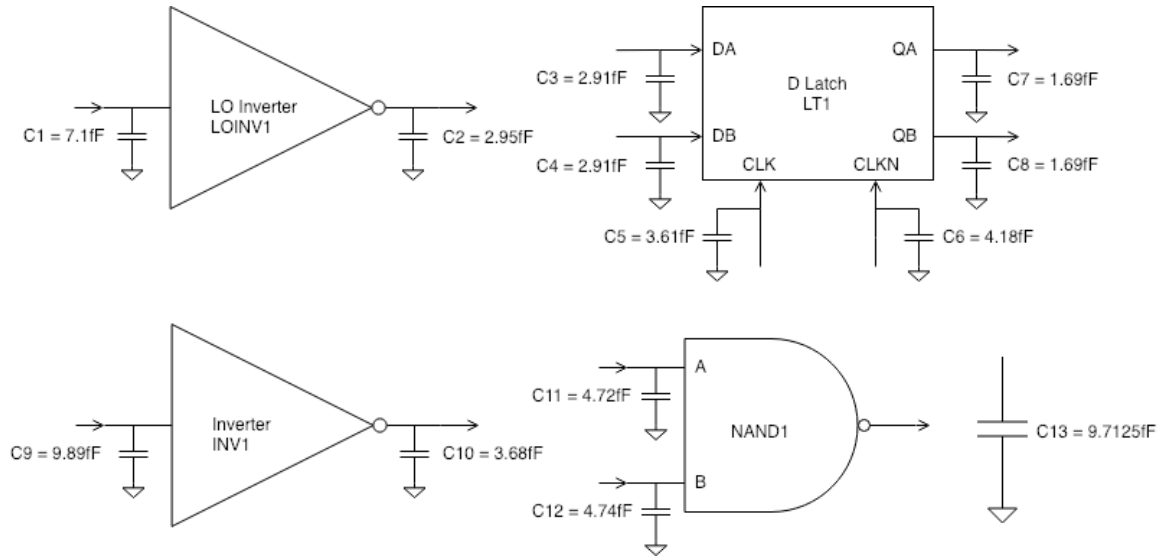 LO Inverter
LOINV1
C1 = 7.1fF
C2 = 2.95fF
DA
QA
C3 = 2.91fF
D Latch
LT1
C7 = 1.69fF
DB
QB
C4 = 2.91fF
CLK
CLKN
C8 = 1.69fF
C5 = 3.61fF
C6 = 4.18fF
Inverter
INV1
C9 = 9.89fF
C10 = 3.68fF
A
C11 = 4.72fF
NAND1
B
C12 = 4.74fF
C13 = 9.7125fF